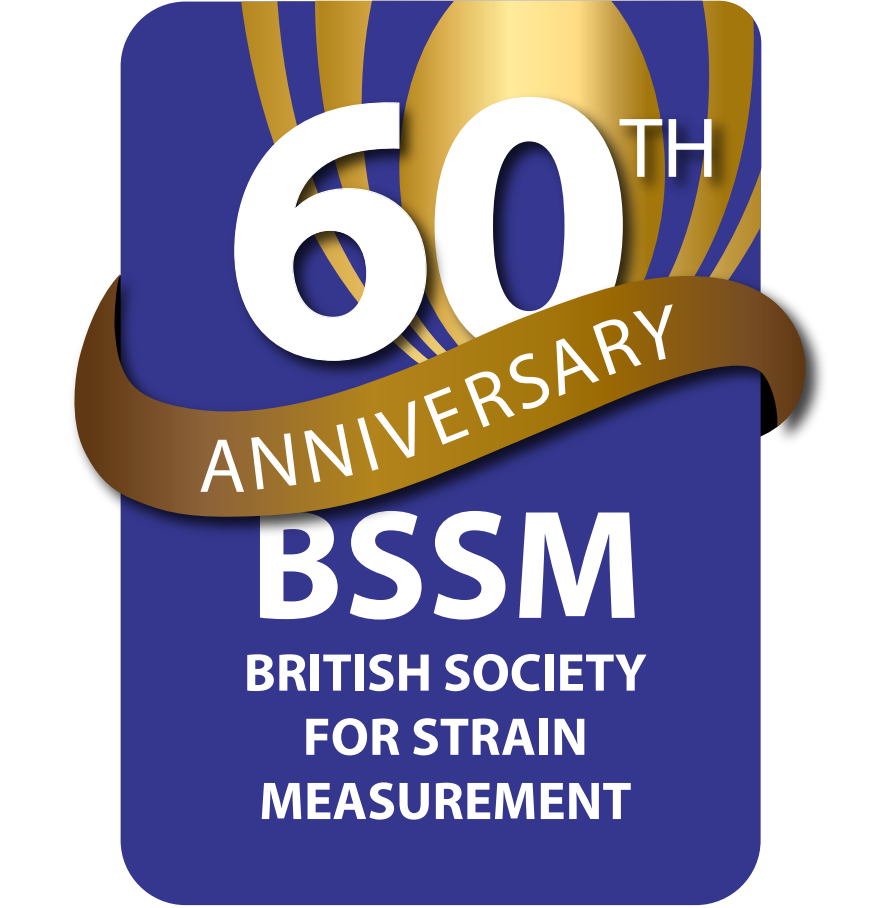 60TH
ANNIVERSARY
BSSM
BRITISH SOCIETY
FOR STRAIN
MEASUREMENT